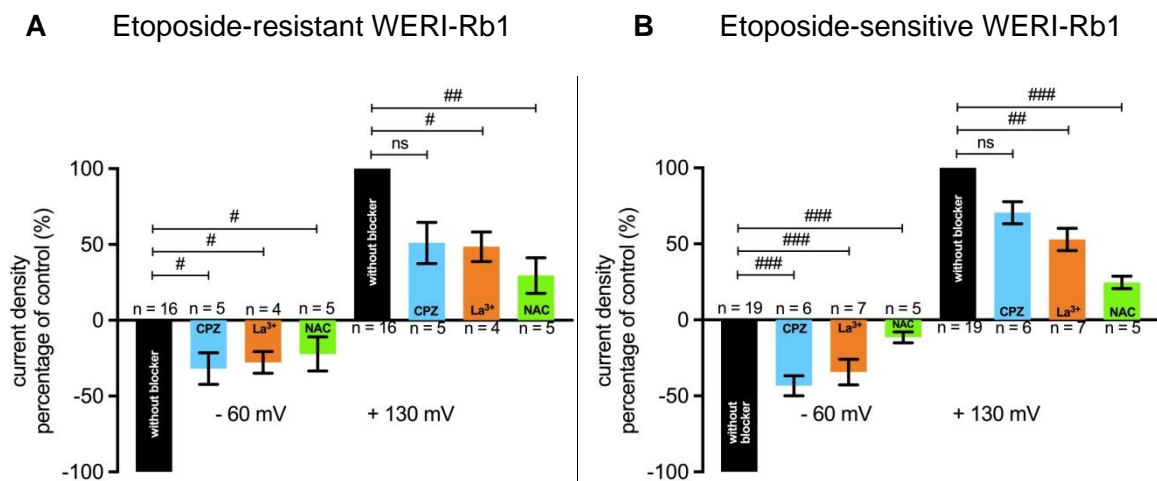 A Etoposide-resistant WERI-Rb1
##
#
ns
100
50
0
-50
-100
current density
percentage of control (%)
#
#
#
n = 16 n = 5 n = 4 n = 5
without blocker
CPZ La³⁺ NAC
- 60 mV
without blocker
CPZ La³⁺ NAC
n = 16 n = 5 n = 4 n = 5
+ 130 mV
B Etoposide-sensitive WERI-Rb1
###
##
ns
100
50
0
-50
-100
current density
percentage of control (%)
###
###
###
n = 19 n = 6 n = 7 n = 5
without
blocker
CPZ La³⁺ NAC
- 60 mV
without blocker
CPZ La³⁺ NAC
n = 19 n = 6 n = 7 n = 5
+ 130 mV